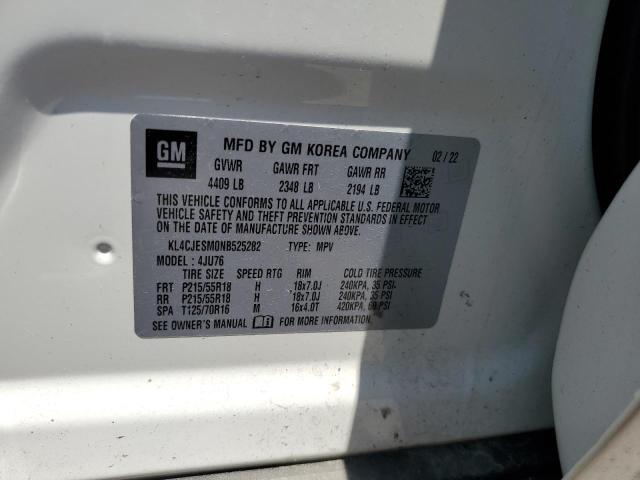 GM
MFD BY GM KOREA COMPANY 02/22
GVWR GAWR FRT GAWR RR
4409 LB 2348 LB 2194 LB
THIS VEHICLE CONFORMS TO ALL APPLICABLE U.S. FEDERAL MOTOR
VEHICLE SAFETY AND THEFT PREVENTION STANDARDS IN EFFECT
ON THE DATE OF MANUFACTURE SHOWN ABOVE.
KL4CJESM0NB525282 TYPE: MPV
MODEL: 4JU76
TIRE SIZE SPEED RTG RIM COLD TIRE PRESSURE
FRT P215/55R18 H 18x7.0J 240KPA, 35 PSI
RR P215/55R18 H 18x7.0J 240KPA, 35 PSI
SPA T125/70R16 M 16x4.0T 420KPA, 60 PSI
SEE OWNER'S MANUAL FOR MORE INFORMATION.